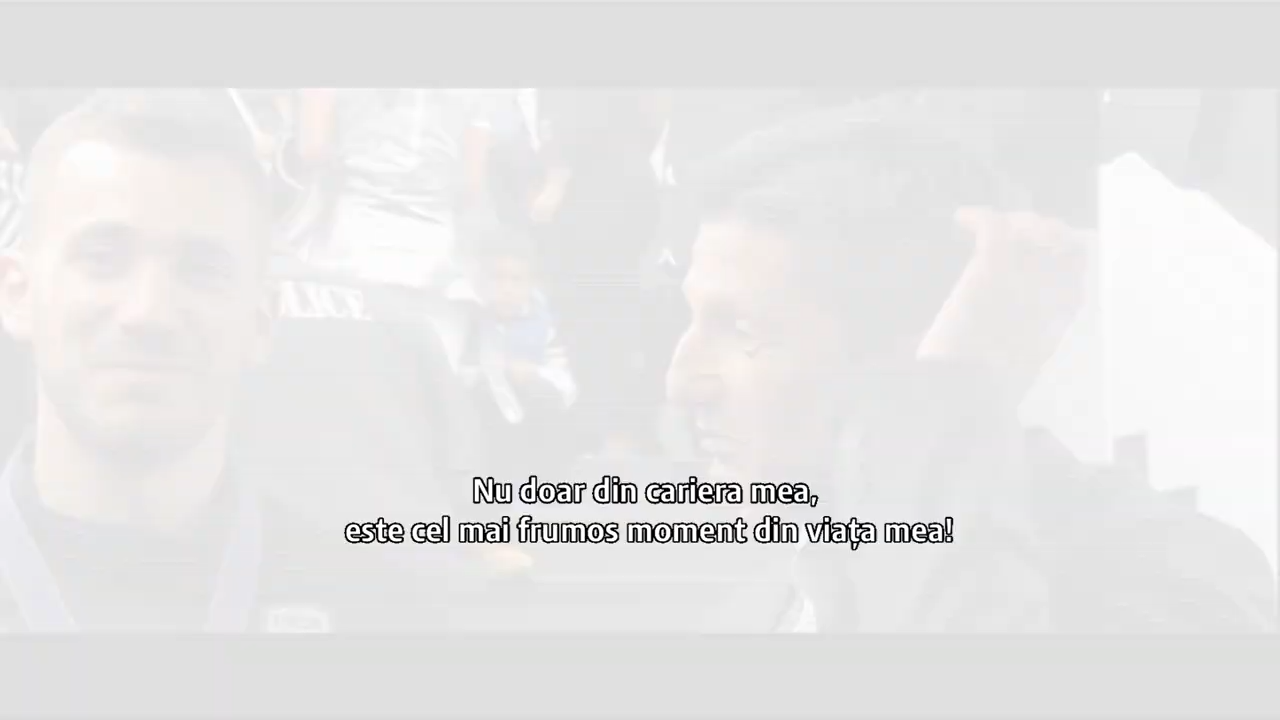 Nu doar din cariera mea,
este cel mai frumos moment din viața mea!